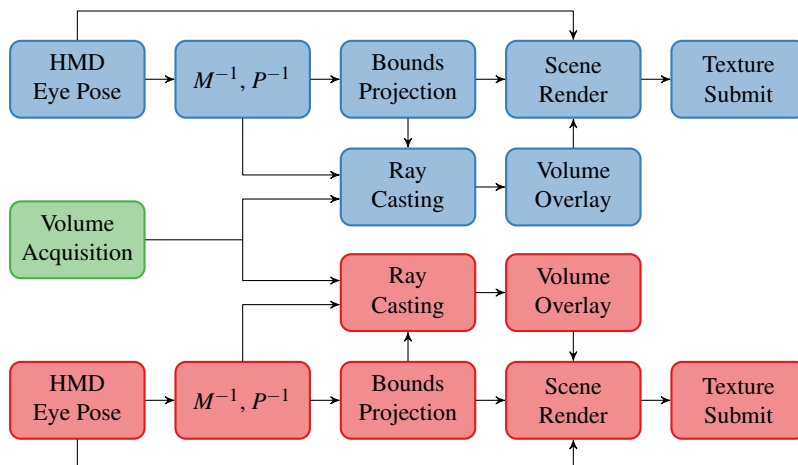 HMD
Eye Pose
M⁻¹, P⁻¹
Bounds
Projection
Scene
Render
Texture
Submit
Ray
Casting
Volume
Overlay
Volume
Acquisition
Ray
Casting
Volume
Overlay
HMD
Eye Pose
M⁻¹, P⁻¹
Bounds
Projection
Scene
Render
Texture
Submit